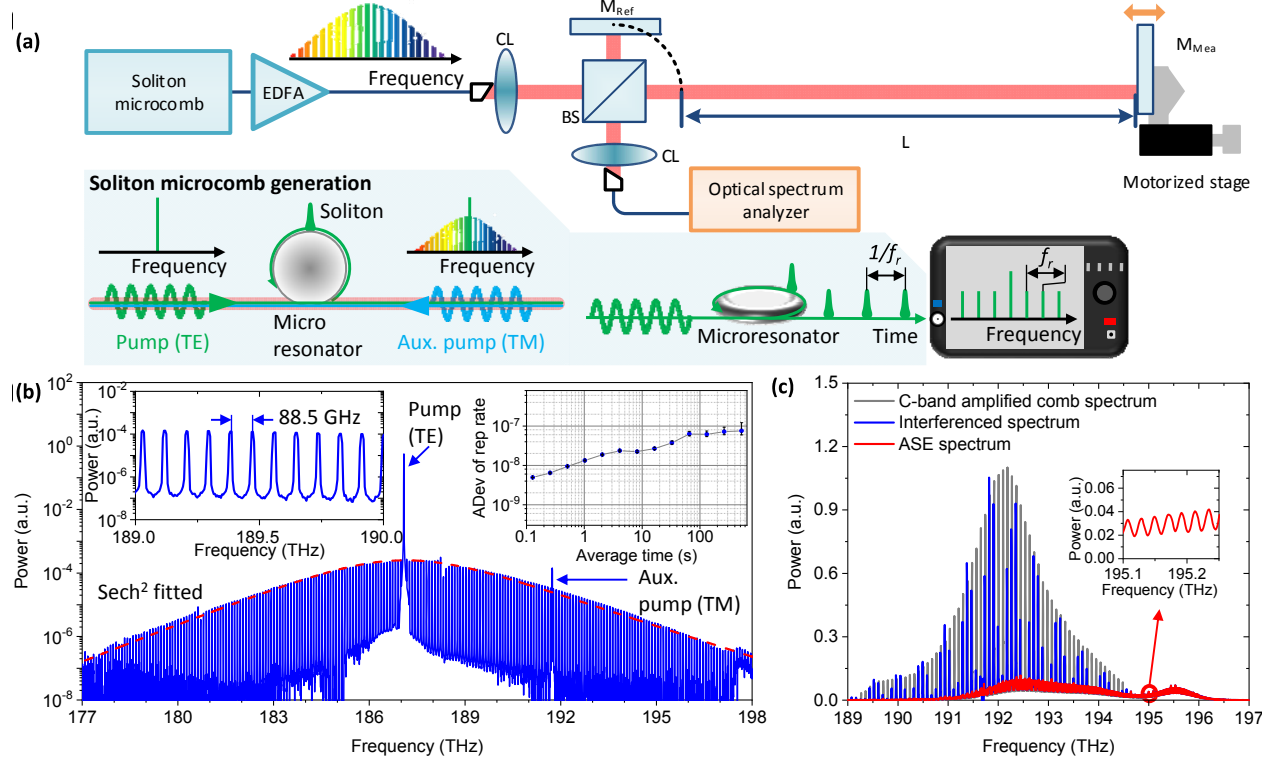 (a)
Soliton
microcomb
EDFA
Frequency
CL
M_Ref
BS
CL
L
M_Mea
Motorized stage
Optical spectrum
analyzer
Soliton microcomb generation
Soliton
Frequency
Frequency
Pump (TE)
Micro
resonator
Aux. pump (TM)
Microresonator
1/f_r
Time
f_r
Frequency
(b)
10^2
10^0
10^-2
10^-4
10^-6
10^-8
Power (a.u.)
177 180 183 186 189 192 195 198
Frequency (THz)
Sech² fitted
Pump
(TE)
Aux.
pump (TM)
10^-2
10^-4
10^-6
10^-8
Power (a.u.)
88.5 GHz
189.0 189.5 190.0
Frequency (THz)
10^-7
10^-8
10^-9
ADev of rep rate
0.1 1 10 100
Average time (s)
(c)
1.5
1.2
0.9
0.6
0.3
0.0
Power (a.u.)
C-band amplified comb spectrum
Interferenced spectrum
ASE spectrum
189 190 191 192 193 194 195 196 197
Frequency (THz)
0.06
0.04
0.02
0.00
Power (a.u.)
195.1 195.2
Frequency (THz)